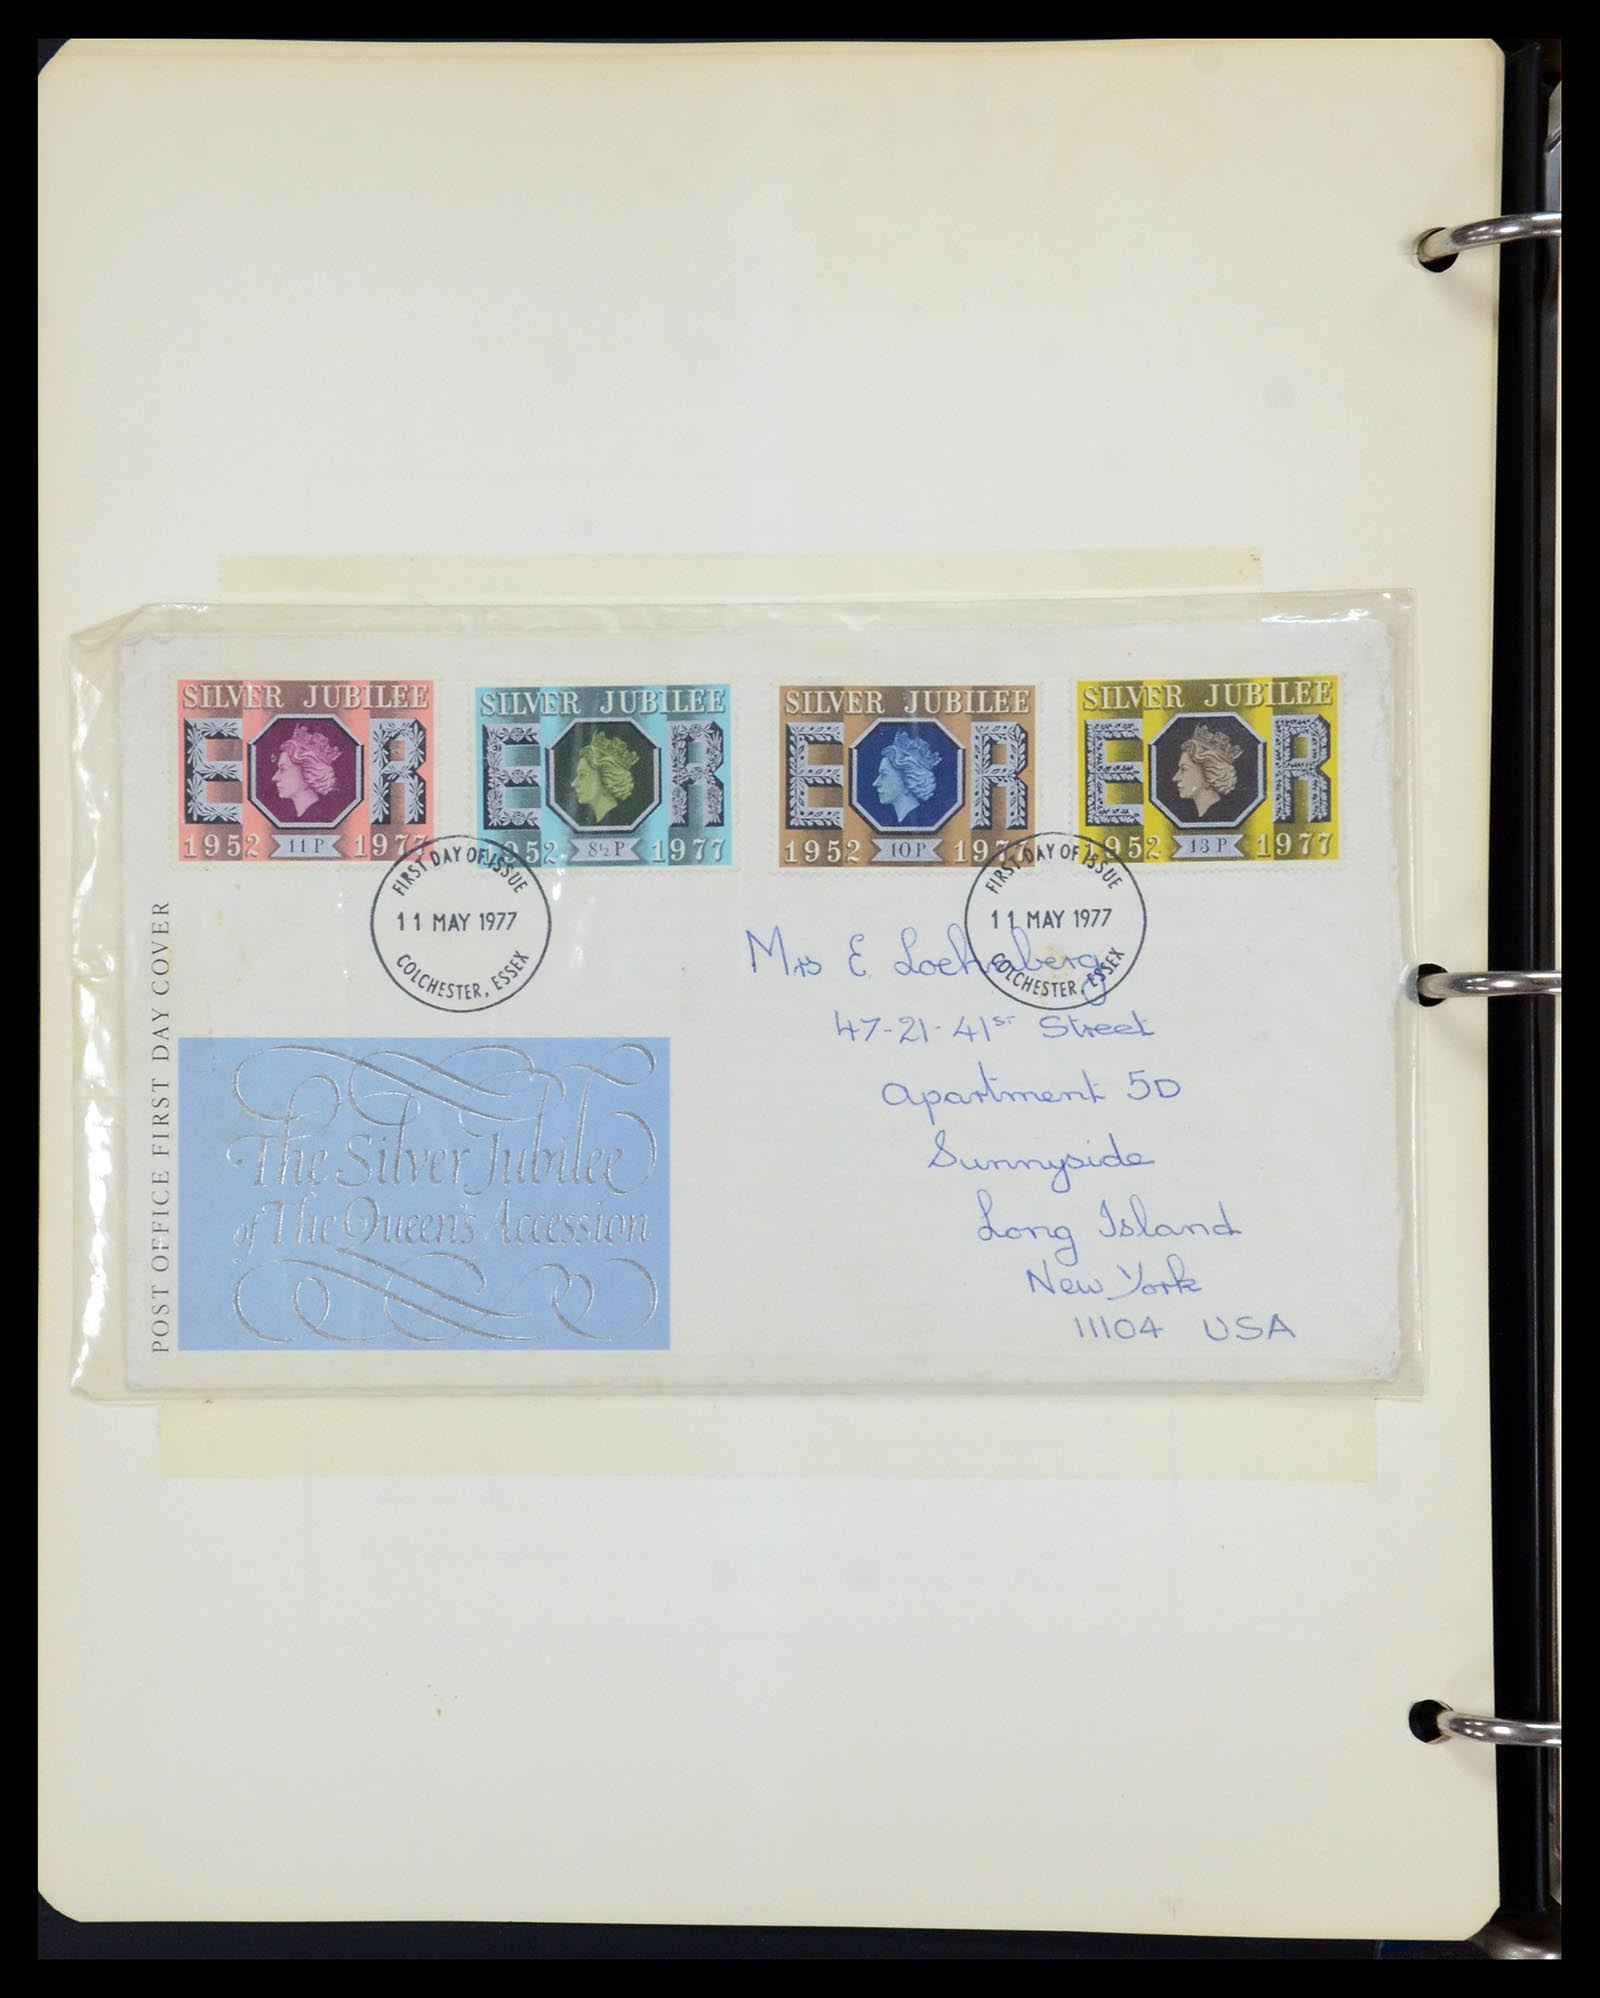 SILVER JUBILEE
E R
1952 11P 1977
SILVER JUBILEE
E R
1952 8½P 1977
SILVER JUBILEE
E R
1952 10P 1977
SILVER JUBILEE
E R
1952 13P 1977
FIRST DAY OF ISSUE
11 MAY 1977
COLCHESTER, ESSEX
FIRST DAY OF ISSUE
11 MAY 1977
COLCHESTER, ESSEX
Mrs E
47-21-41ST Street
Apartment 5D
Sunnyside
Long Island
New York
11104 USA
POST OFFICE FIRST DAY COVER
The Silver Jubilee
of The Queen's Accession